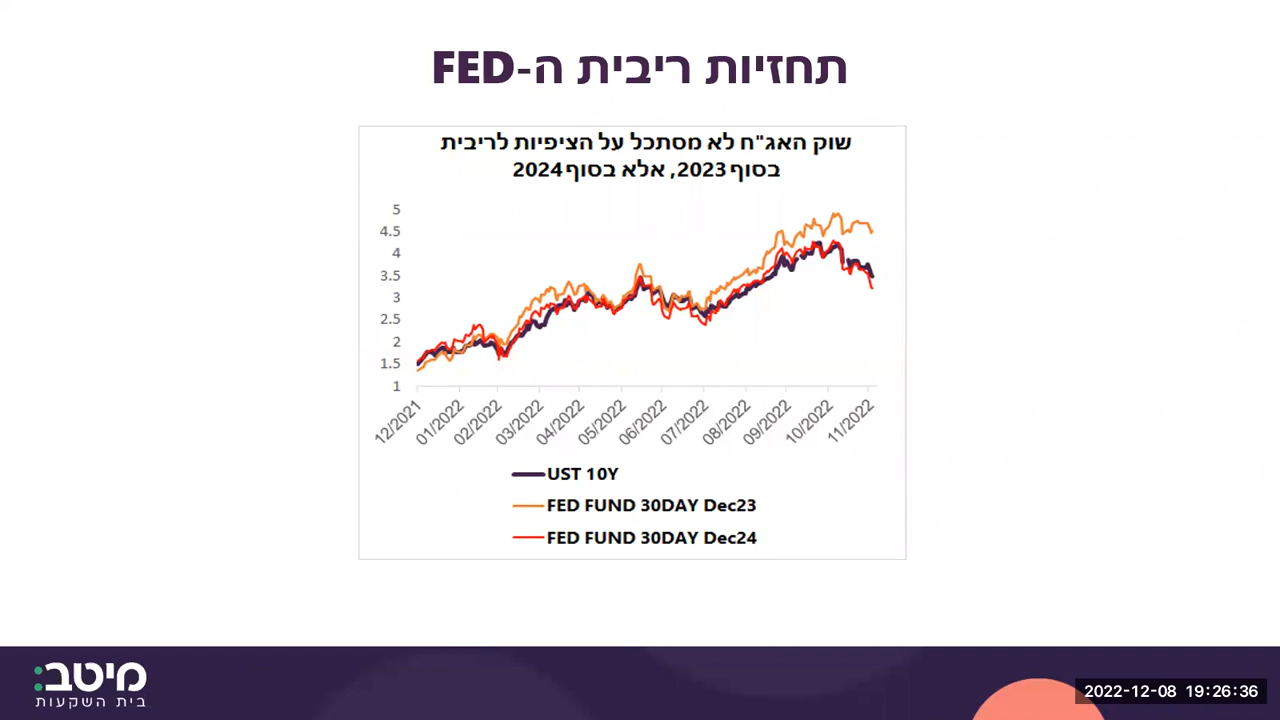 תחזיות ריבית ה-FED
שוק האג"ח לא מסתכל על הציפיות לריבית
בסוף 2023, אלא בסוף 2024
5
4.5
4
3.5
3
2.5
2
1.5
1
12/2021
01/2022
02/2022
03/2022
04/2022
05/2022
06/2022
07/2022
08/2022
09/2022
10/2022
11/2022
UST 10Y
FED FUND 30DAY Dec23
FED FUND 30DAY Dec24
מיטב:
בית השקעות
2022-12-08 19:26:36